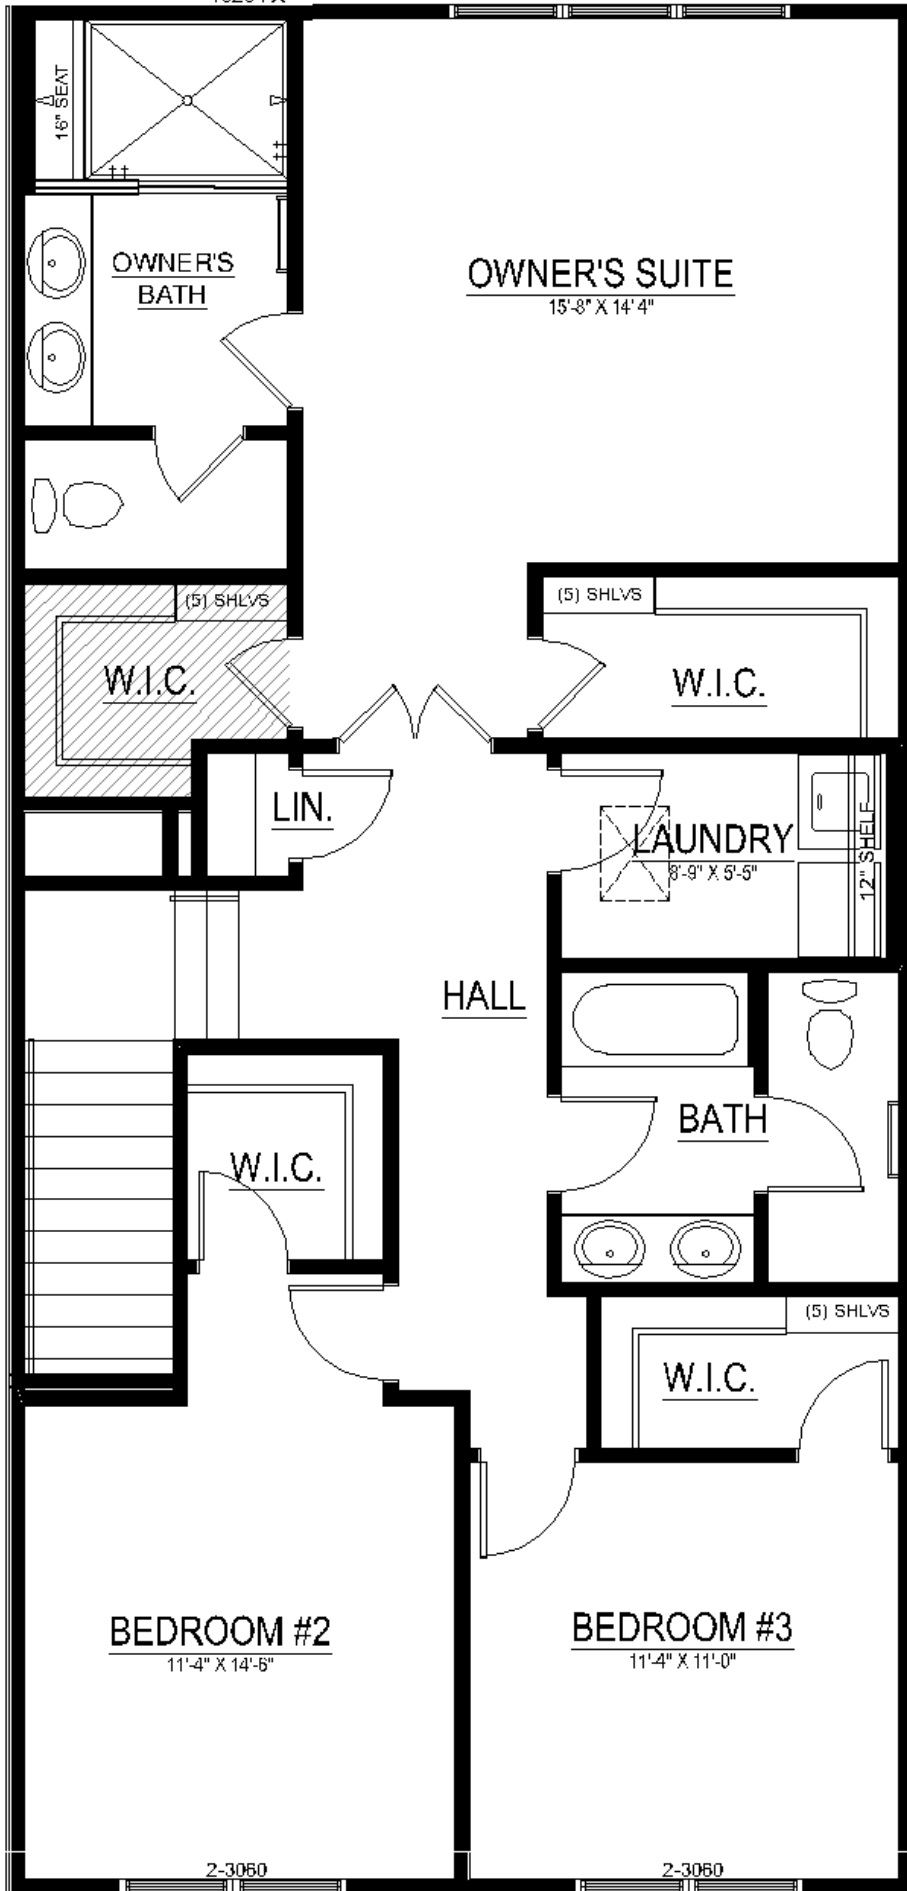 16" SEAT
OWNER'S
BATH
OWNER'S SUITE
15'-8" X 14'4"
(5) SHLVS
W.I.C.
(5) SHLVS
W.I.C.
LIN.
LAUNDRY
8'-9" X 5'-5"
12" SHELF
HALL
BATH
W.I.C.
(5) SHLVS
W.I.C.
BEDROOM #2
11'-4" X 14'-6"
BEDROOM #3
11'-4" X 11'-0"
2-3060
2-3060